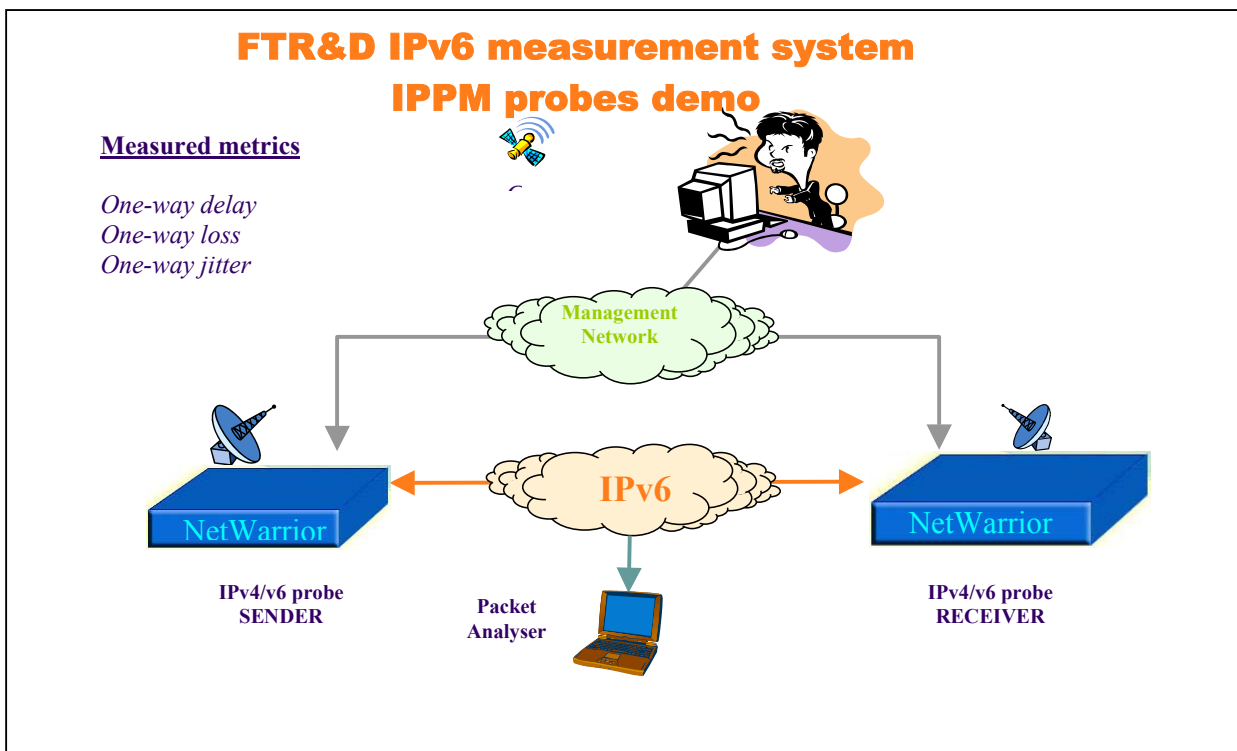 FTR&D IPv6 measurement system
IPPM probes demo
Measured metrics
One-way delay
One-way loss
One-way jitter
Management
Network
IPv6
NetWarrior
NetWarrior
IPv4/v6 probe
SENDER
Packet
Analyser
IPv4/v6 probe
RECEIVER